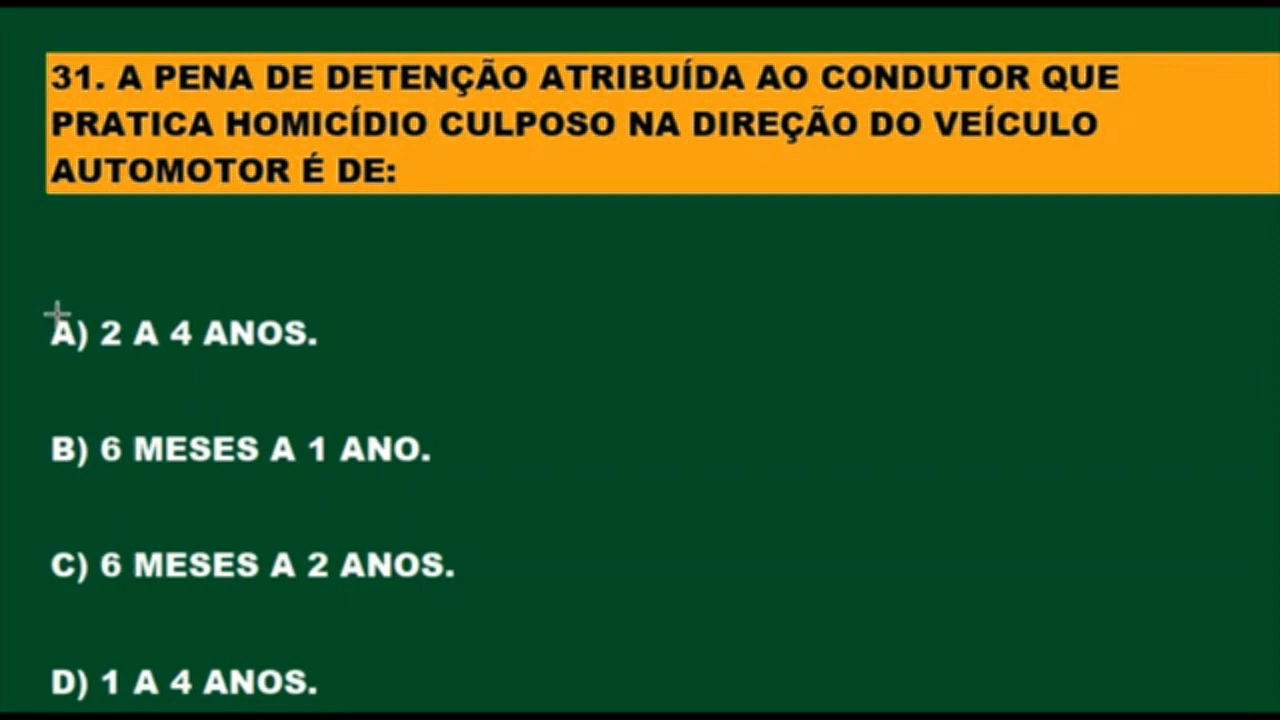 31. A PENA DE DETENÇÃO ATRIBUÍDA AO CONDUTOR QUE
PRATICA HOMICÍDIO CULPOSO NA DIREÇÃO DO VEÍCULO
AUTOMOTOR É DE:
A) 2 A 4 ANOS.
B) 6 MESES A 1 ANO.
C) 6 MESES A 2 ANOS.
D) 1 A 4 ANOS.